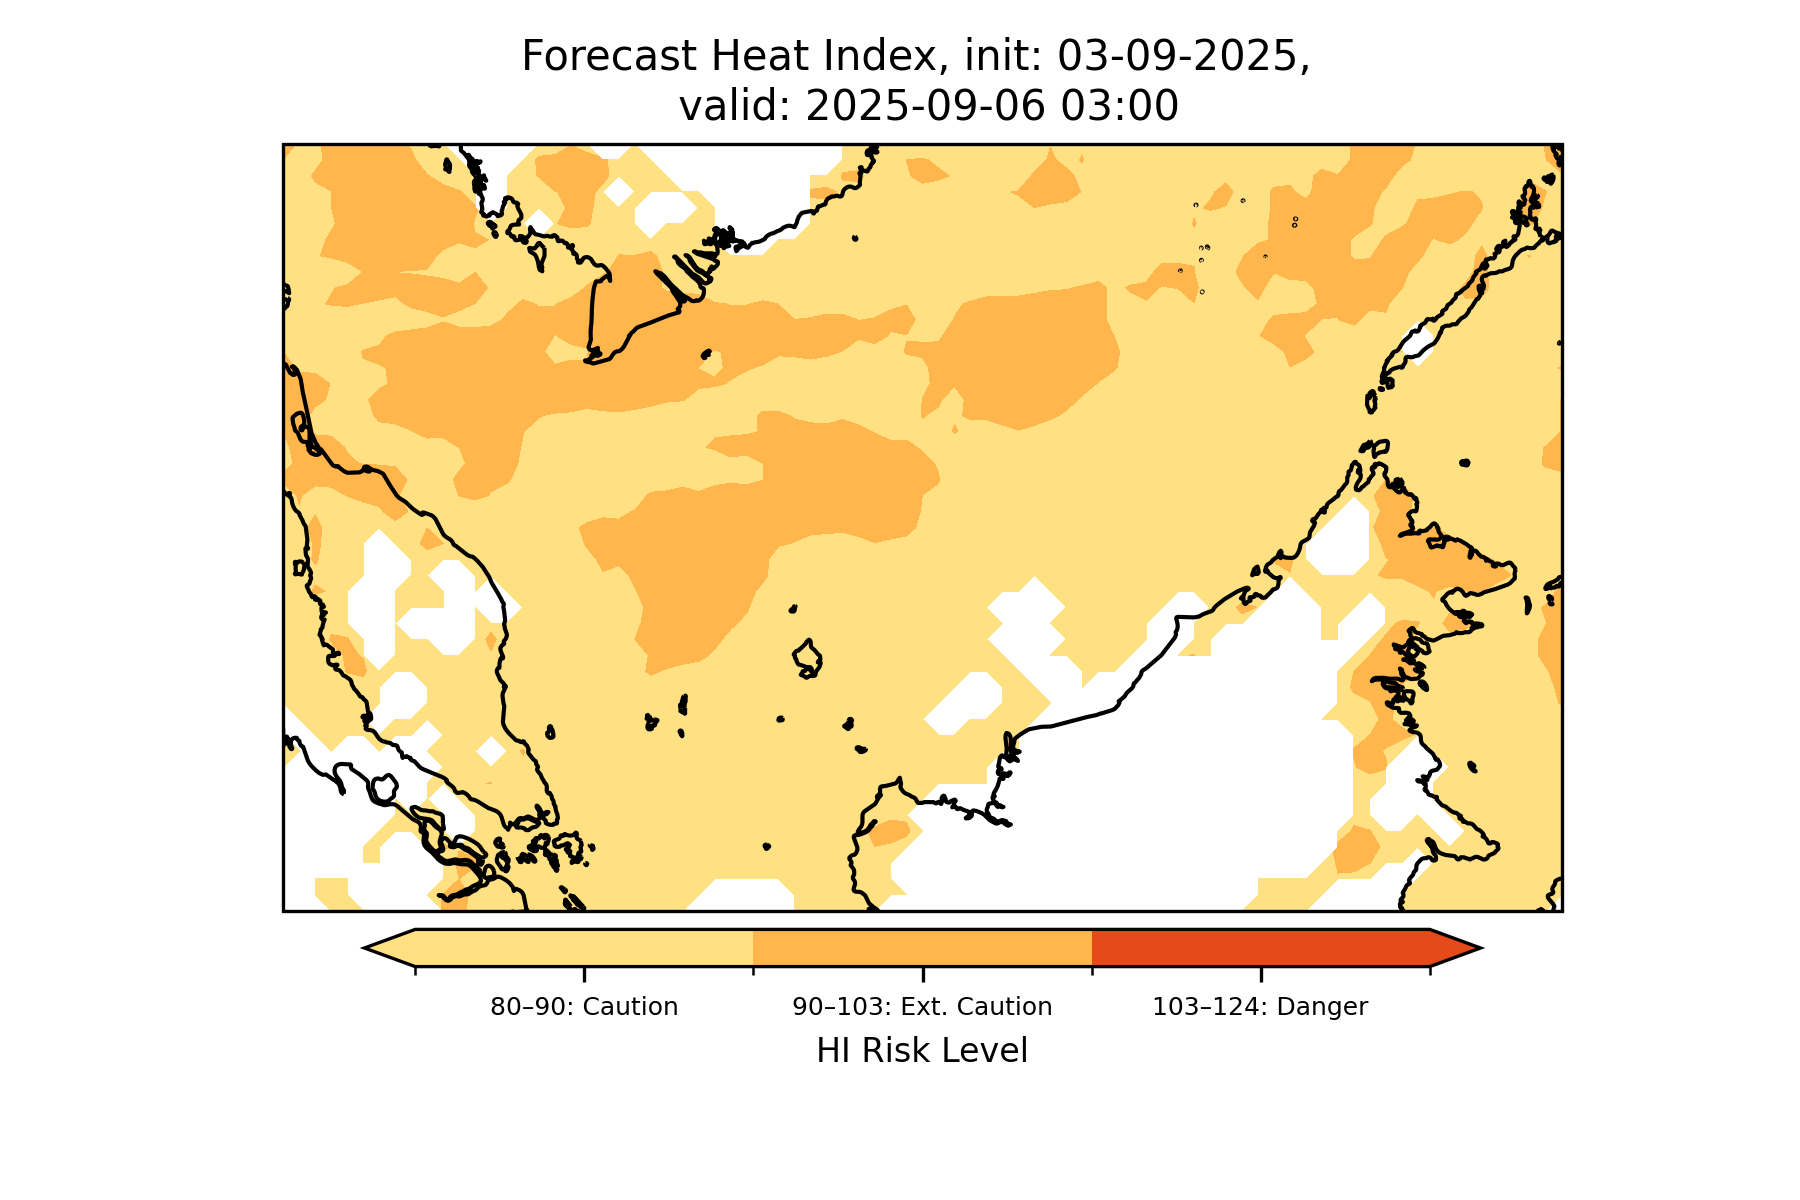 Forecast Heat Index, init: 03-09-2025,
valid: 2025-09-06 03:00
80–90: Caution
90–103: Ext. Caution
103–124: Danger
HI Risk Level